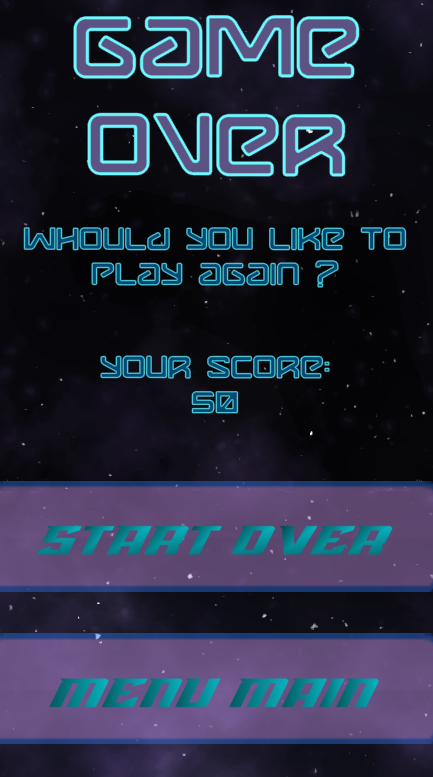 GAME
OVER
WHOULD YOU LIKE TO
PLAY AGAIN ?
YOUR SCORE:
50
START OVER
MENU MAIN